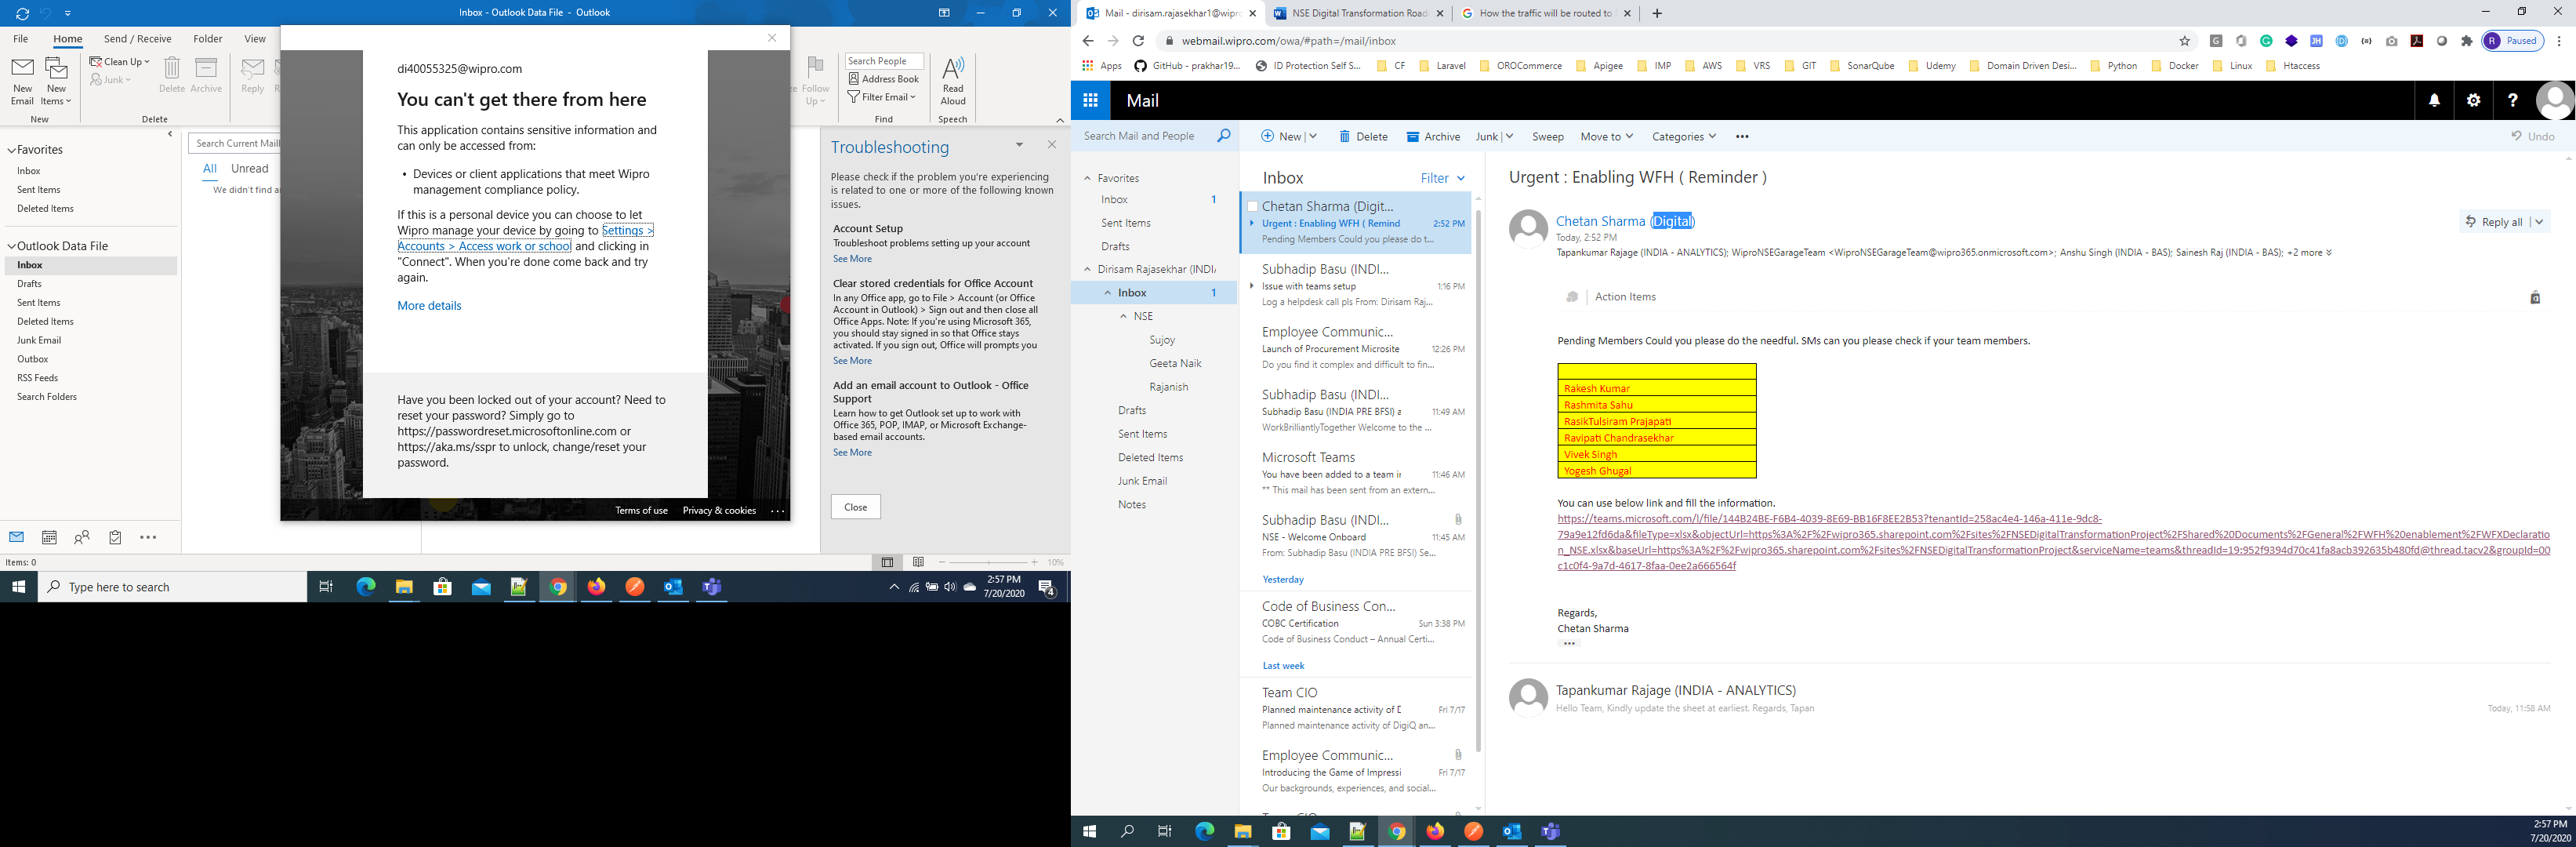 Inbox - Outlook Data File - Outlook
File Home Send / Receive Folder View
New Email
New Items
Clean Up
Junk
Delete
Archive
Reply
Follow Up
Search People
Address Book
Filter Email
Read Aloud
New
Delete
Find
Speech
Favorites
Inbox
Sent Items
Deleted Items
Outlook Data File
Inbox
Drafts
Sent Items
Deleted Items
Junk Email
Outbox
RSS Feeds
Search Folders
Search Current Mail
All Unread
We didn't find a
di40055325@wipro.com
You can't get there from here
This application contains sensitive information and
can only be accessed from:
• Devices or client applications that meet Wipro
management compliance policy.
If this is a personal device you can choose to let
Wipro manage your device by going to Settings >
Accounts > Access work or school and clicking in
"Connect". When you're done come back and try
again.
More details
Have you been locked out of your account? Need to
reset your password? Simply go to
https://passwordreset.microsoftonline.com or
https://aka.ms/sspr to unlock, change/reset your
password.
Terms of use Privacy & cookies ...
Troubleshooting
Please check if the problem you're experiencing
is related to one or more of the following known
issues.
Account Setup
Troubleshoot problems setting up your account
See More
Clear stored credentials for Office Account
In any Office app, go to File > Account (or Office
Account in Outlook) > Sign out and then close all
Office Apps. Note: If you're using Microsoft 365,
you should stay signed in so that Office stays
activated. If you sign out, Office will prompts you
See More
Add an email account to Outlook - Office
Support
Learn how to get Outlook set up to work with
Office 365, POP, IMAP, or Microsoft Exchange-
based email accounts.
See More
Close
Items: 0
10%
Type here to search
2:57 PM
7/20/2020
4
Mail - dirisam.rajasekhar1@wipr
NSE Digital Transformation Road
How the traffic will be routed to
webmail.wipro.com/owa/#path=/mail/inbox
R Paused
Apps
GitHub - prakhar19...
ID Protection Self S...
CF
Laravel
OROCommerce
Apigee
IMP
AWS
VRS
GIT
SonarQube
Udemy
Domain Driven Desi...
Python
Docker
Linux
Htaccess
Mail
Search Mail and People
New
Delete
Archive
Junk
Sweep
Move to
Categories
Undo
Favorites
Inbox 1
Sent Items
Drafts
Dirisam Rajasekhar (INDI
Inbox 1
NSE
Sujoy
Geeta Naik
Rajanish
Drafts
Sent Items
Deleted Items
Junk Email
Notes
Inbox
Filter
Chetan Sharma (Digit...
Urgent : Enabling WFH ( Remind 2:52 PM
Pending Members Could you please do t...
Subhadip Basu (INDI...
Issue with teams setup 1:16 PM
Log a helpdesk call pls From: Dirisam Raj...
Employee Communic...
Launch of Procurement Microsite 12:26 PM
Do you find it complex and difficult to fin...
Subhadip Basu (INDI...
Subhadip Basu (INDIA PRE BFSI) a 11:49 AM
WorkBrilliantlyTogether Welcome to the ...
Microsoft Teams
You have been added to a team i 11:46 AM
** This mail has been sent from an extern...
Subhadip Basu (INDI...
NSE - Welcome Onboard 11:45 AM
From: Subhadip Basu (INDIA PRE BFSI) Se...
Yesterday
Code of Business Con...
COBC Certification Sun 3:38 PM
Code of Business Conduct – Annual Certi...
Last week
Team CIO
Planned maintenance activity of D Fri 7/17
Planned maintenance activity of DigiQ an...
Employee Communic...
Introducing the Game of Impressi Fri 7/17
Our backgrounds, experiences, and social...
Urgent : Enabling WFH ( Reminder )
Chetan Sharma (Digital)
Today, 2:52 PM
Tapankumar Rajage (INDIA - ANALYTICS); WiproNSEGarageTeam <WiproNSEGarageTeam@wipro365.onmicrosoft.com>; Anshu Singh (INDIA - BAS); Sainesh Raj (INDIA - BAS); +2 more
Reply all
Action Items
Pending Members Could you please do the needful. SMs can you please check if your team members.
Rakesh Kumar
Rashmita Sahu
RasikTulsiram Prajapati
Ravipati Chandrasekhar
Vivek Singh
Yogesh Ghugal
You can use below link and fill the information.
https://teams.microsoft.com/l/file/144B24BE-F6B4-4039-8E69-BB16F8EE2B53?tenantId=258ac4e4-146a-411e-9dc8-
79a9e12fd6da&fileType=xlsx&objectUrl=https%3A%2F%2Fwipro365.sharepoint.com%2Fsites%2FNSEDigitalTransformationProject%2FShared%20Documents%2FGeneral%2FWFH%20enablement%2FWFXDeclaratio
n_NSE.xlsx&baseUrl=https%3A%2F%2Fwipro365.sharepoint.com%2Fsites%2FNSEDigitalTransformationProject&serviceName=teams&threadId=19:952f9394d70c41fa8acb392635b480fd@thread.tacv2&groupId=00
c1c0f4-9a7d-4617-8faa-0ee2a666564f
Regards,
Chetan Sharma
Tapankumar Rajage (INDIA - ANALYTICS)
Hello Team, Kindly update the sheet at earliest. Regards, Tapan
Today, 11:58 AM
2:57 PM
7/20/2020